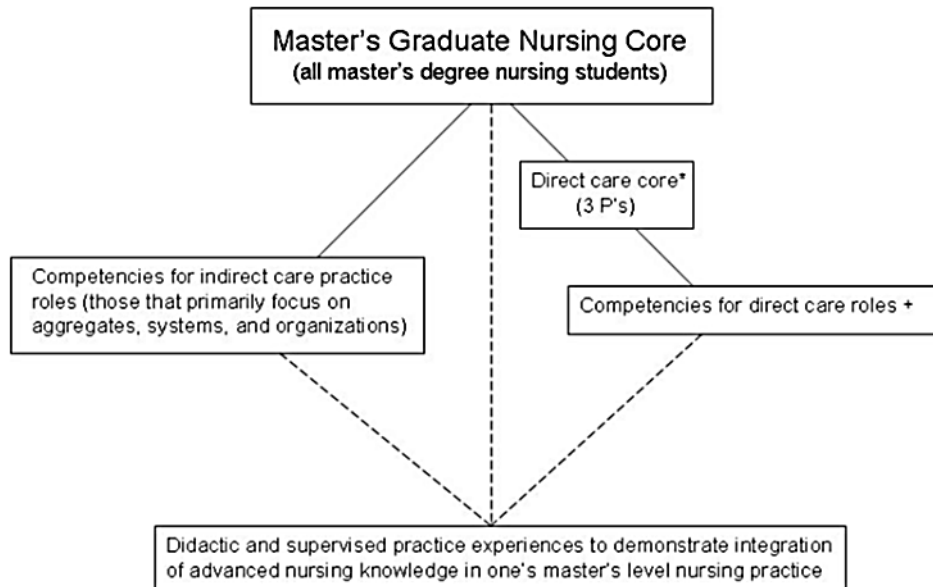 Master's Graduate Nursing Core
(all master's degree nursing students)
Direct care core*
(3 P's)
Competencies for indirect care practice
roles (those that primarily focus on
aggregates, systems, and organizations)
Competencies for direct care roles +
Didactic and supervised practice experiences to demonstrate integration
of advanced nursing knowledge in one's master's level nursing practice